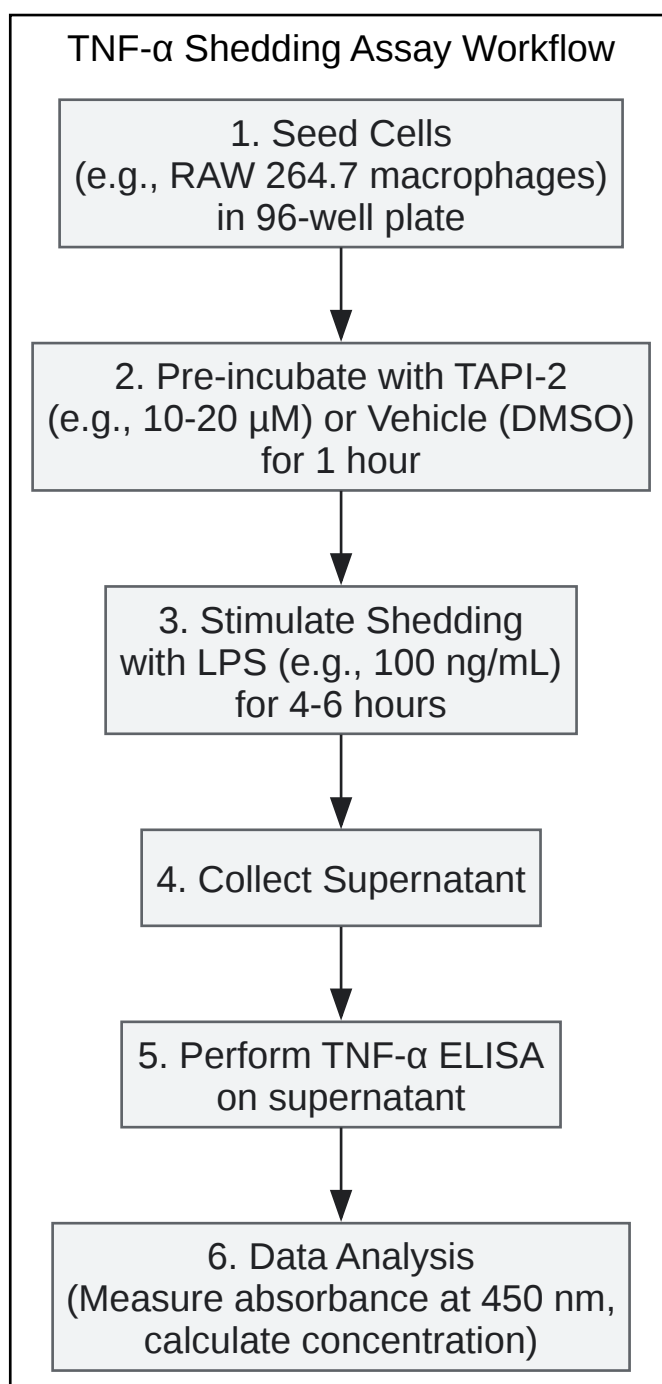 TNF-α Shedding Assay Workflow
1. Seed Cells
(e.g., RAW 264.7 macrophages)
in 96-well plate
2. Pre-incubate with TAPI-2
(e.g., 10-20 µM) or Vehicle (DMSO)
for 1 hour
3. Stimulate Shedding
with LPS (e.g., 100 ng/mL)
for 4-6 hours
4. Collect Supernatant
5. Perform TNF-α ELISA
on supernatant
6. Data Analysis
(Measure absorbance at 450 nm,
calculate concentration)